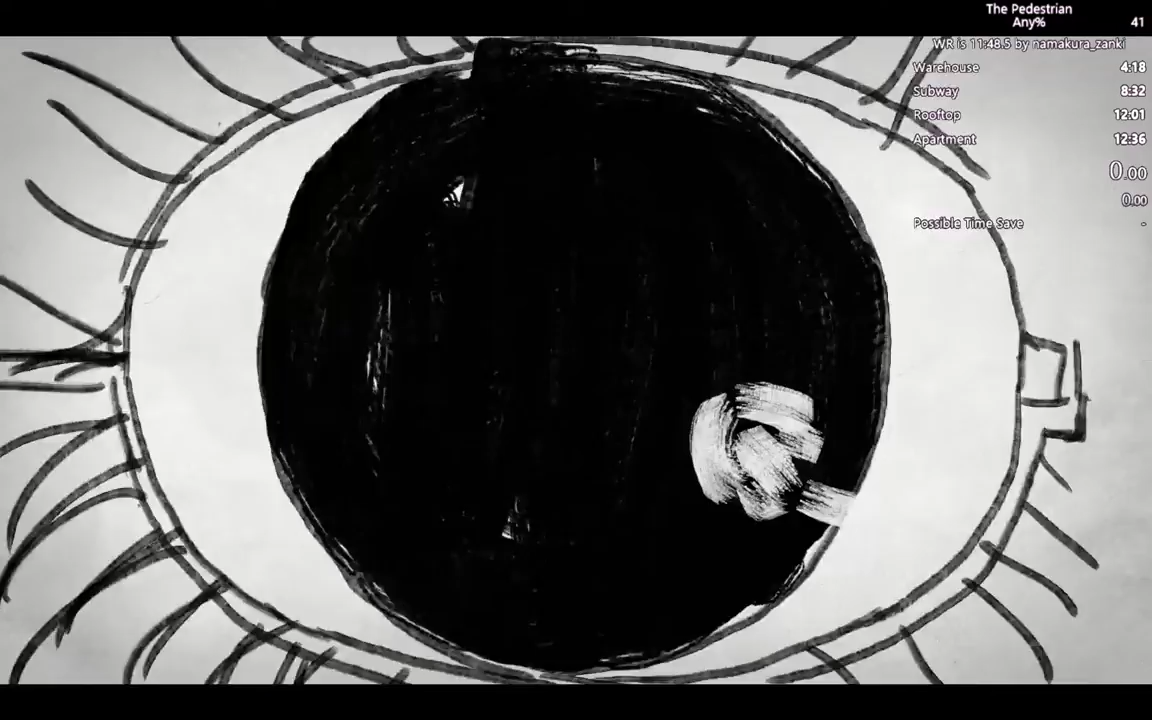 The Pedestrian
Any% 41
WR is 11:48.5 by namakura_zanki
Warehouse 4:18
Subway 8:32
Rooftop 12:01
Apartment 12:36
0.00
0.00
Possible Time Save -